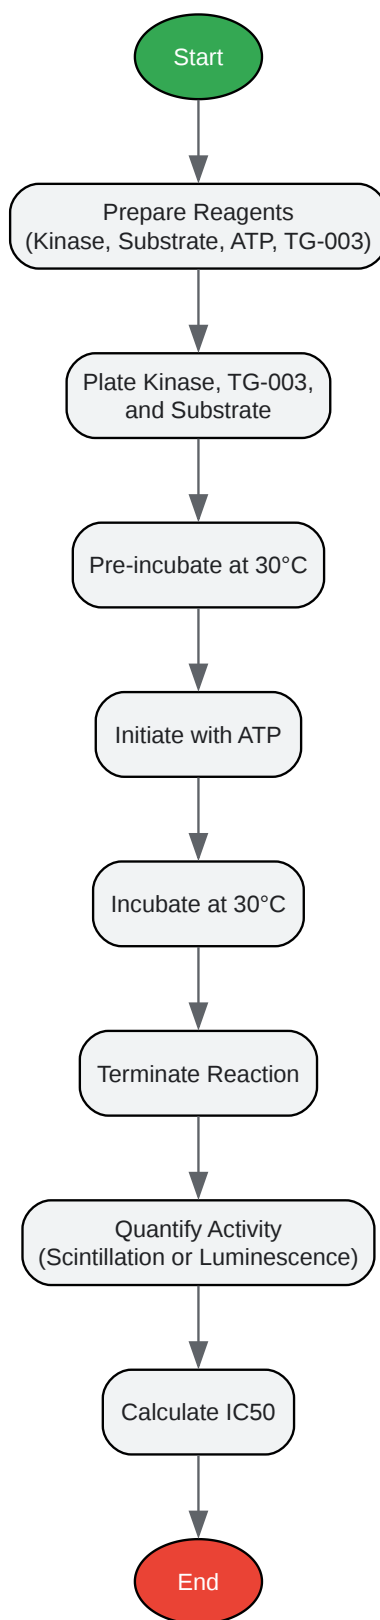 Start
Prepare Reagents
(Kinase, Substrate, ATP, TG-003)
Plate Kinase, TG-003,
and Substrate
Pre-incubate at 30°C
Initiate with ATP
Incubate at 30°C
Terminate Reaction
Quantify Activity
(Scintillation or Luminescence)
Calculate IC50
End